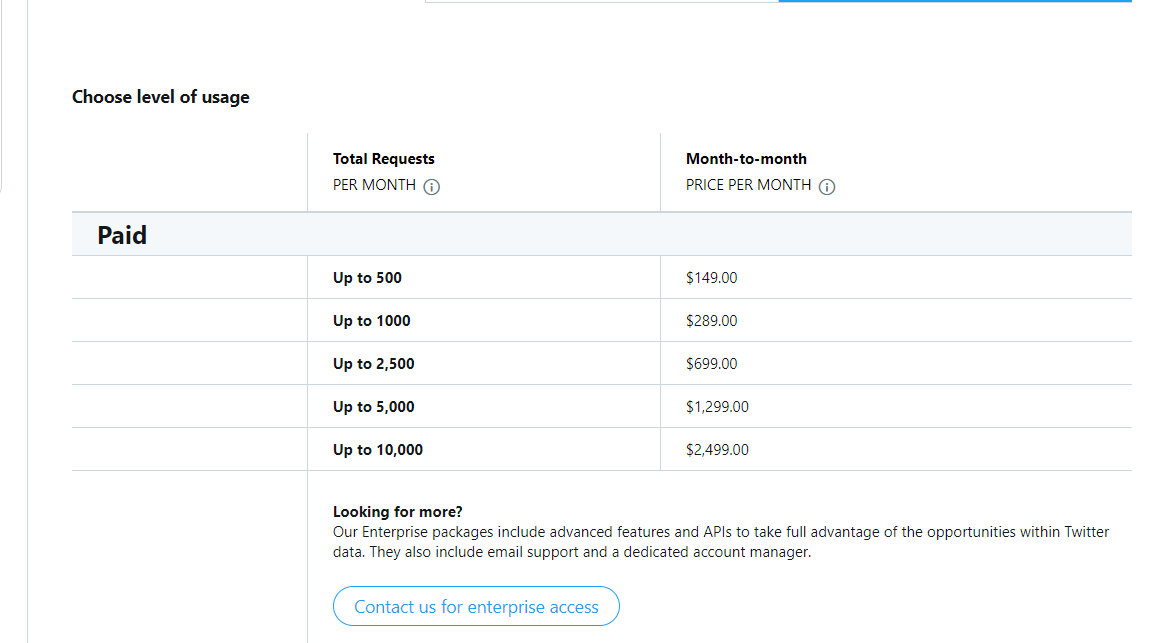 Choose level of usage
Total Requests
PER MONTH
Month-to-month
PRICE PER MONTH
Paid
Up to 500
$149.00
Up to 1000
$289.00
Up to 2,500
$699.00
Up to 5,000
$1,299.00
Up to 10,000
$2,499.00
Looking for more?
Our Enterprise packages include advanced features and APIs to take full advantage of the opportunities within Twitter
data. They also include email support and a dedicated account manager.
Contact us for enterprise access